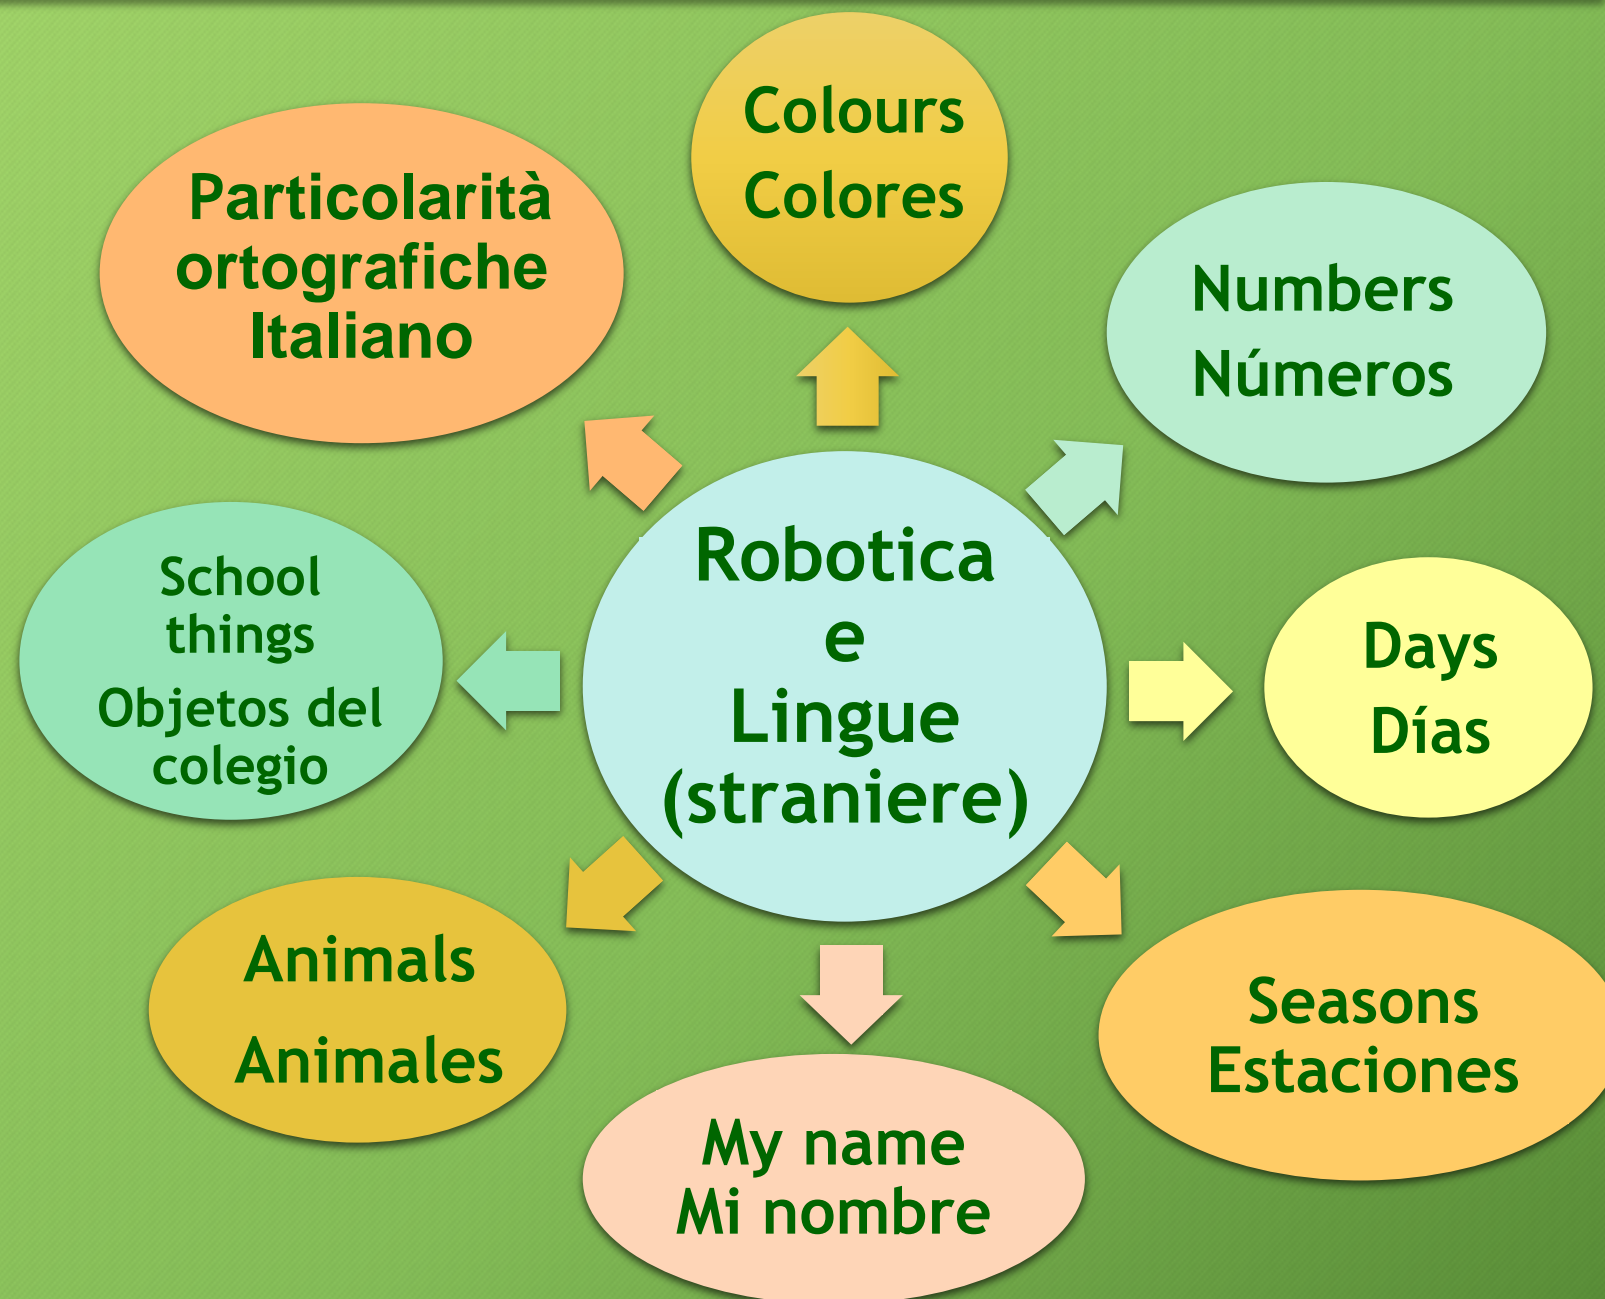 Colours
Colores
Particolarità
ortografiche
Italiano
Numbers
Números
Robotica
e
Lingue
(straniere)
School
things
Objetos del
colegio
Days
Días
Animals
Animales
Seasons
Estaciones
My name
Mi nombre